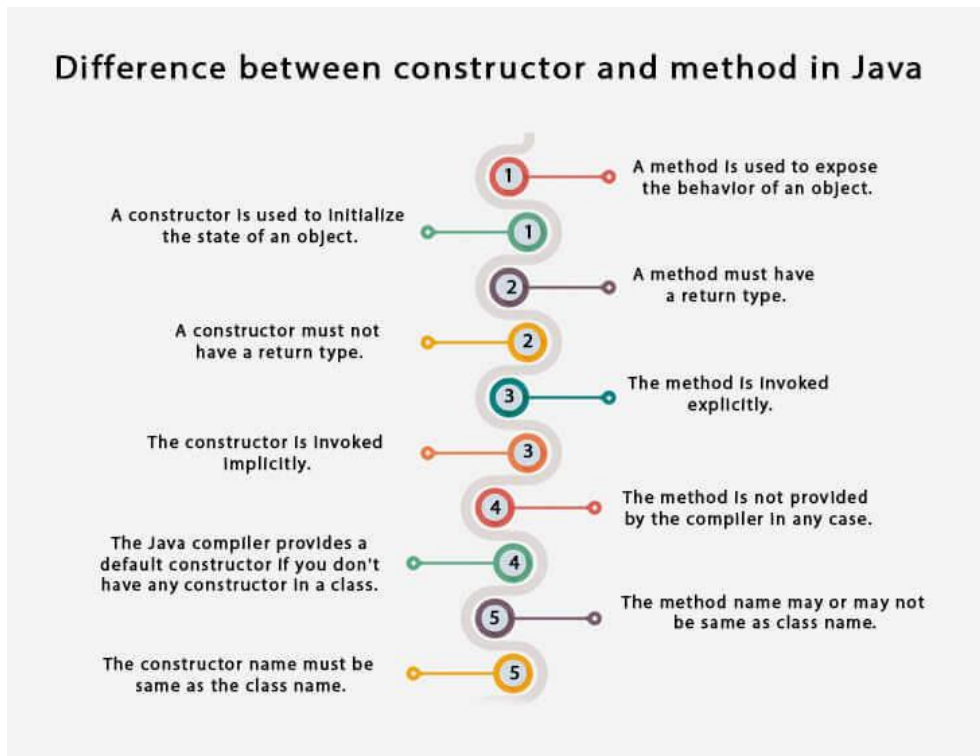 Difference between constructor and method in Java
1
A method is used to expose
the behavior of an object.
A constructor is used to initialize
the state of an object.
1
2
A method must have
a return type.
A constructor must not
have a return type.
2
3
The method is invoked
explicitly.
The constructor is invoked
implicitly.
3
4
The method is not provided
by the compiler in any case.
The Java compiler provides a
default constructor if you don't
have any constructor in a class.
4
5
The method name may or may not
be same as class name.
The constructor name must be
same as the class name.
5